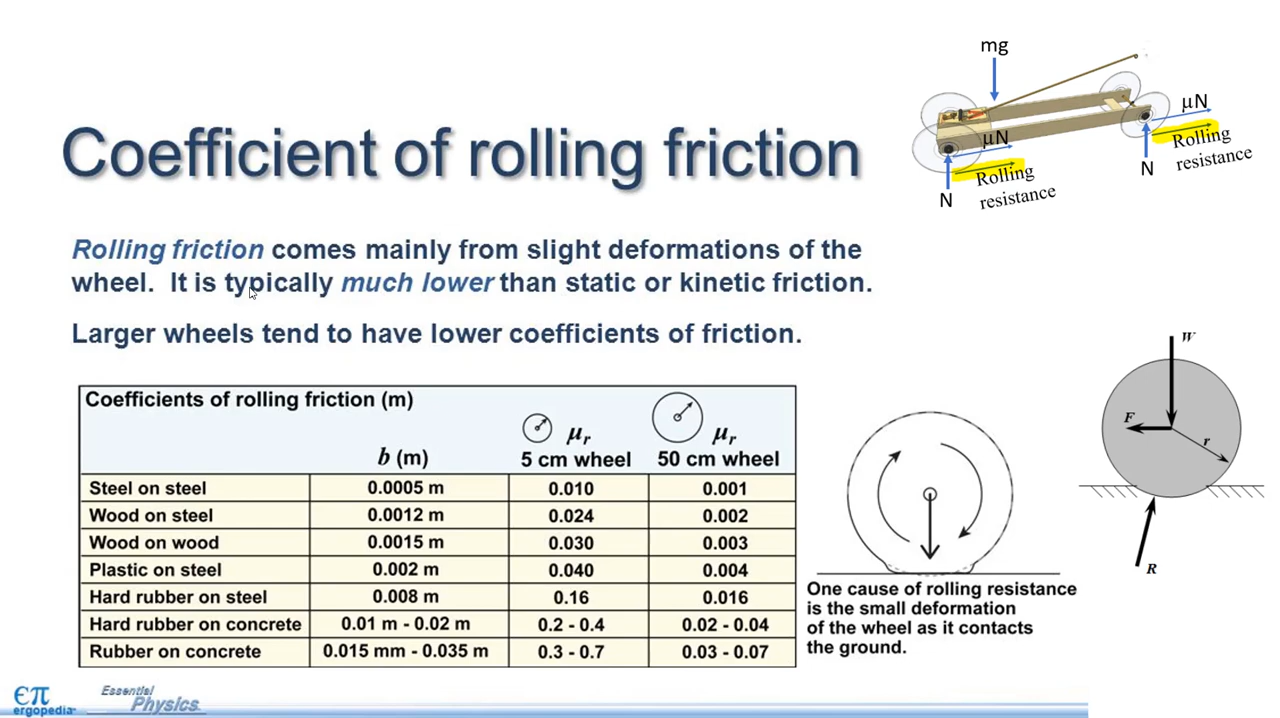 mg
μN
μN
Rolling
resistance
Rolling
resistance
N
N
Coefficient of rolling friction
Rolling friction comes mainly from slight deformations of the
wheel. It is typically much lower than static or kinetic friction.
Larger wheels tend to have lower coefficients of friction.
Coefficients of rolling friction (m)
b (m) μr 5 cm wheel μr 50 cm wheel
Steel on steel 0.0005 m 0.010 0.001
Wood on steel 0.0012 m 0.024 0.002
Wood on wood 0.0015 m 0.030 0.003
Plastic on steel 0.002 m 0.040 0.004
Hard rubber on steel 0.008 m 0.16 0.016
Hard rubber on concrete 0.01 m - 0.02 m 0.2 - 0.4 0.02 - 0.04
Rubber on concrete 0.015 mm - 0.035 m 0.3 - 0.7 0.03 - 0.07
One cause of rolling resistance
is the small deformation
of the wheel as it contacts
the ground.
W
F
r
R
επ
ergopedia
Essential
Physics